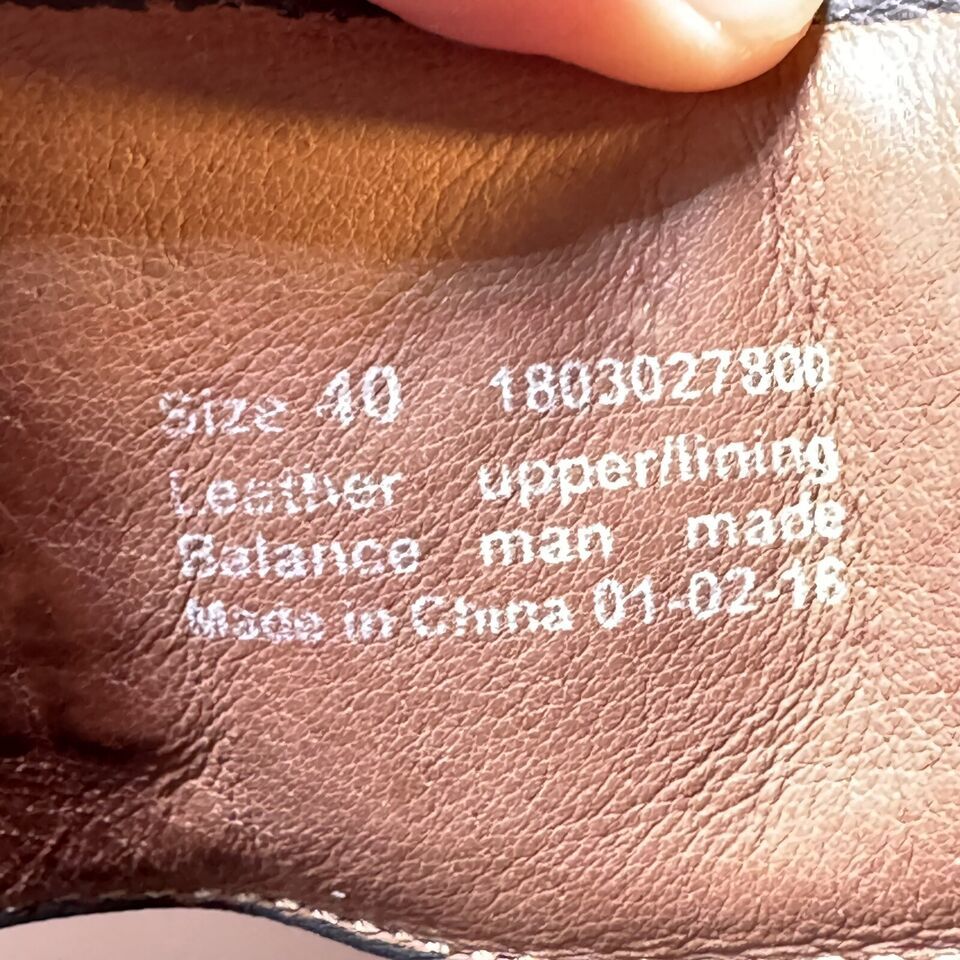 Size 40 1803027800
Leather upper/lining
Balance man made
Made in China 01-02-16